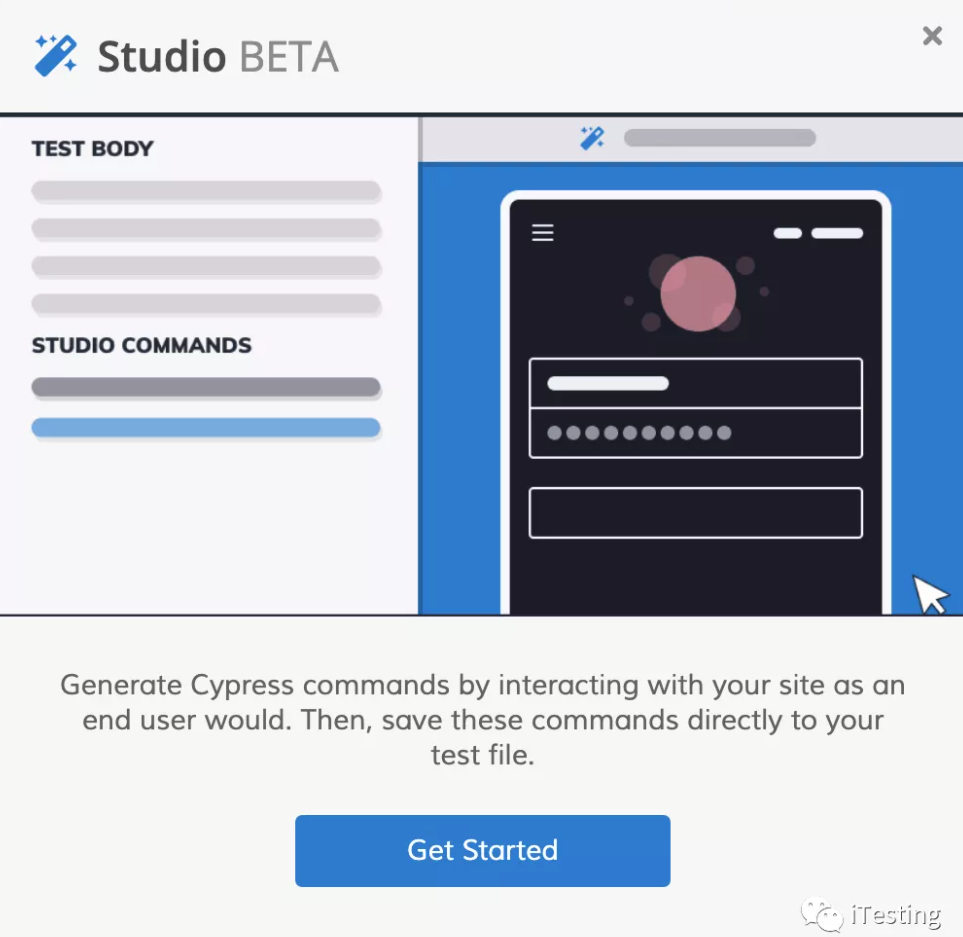 Studio BETA
TEST BODY
STUDIO COMMANDS
Generate Cypress commands by interacting with your site as an
end user would. Then, save these commands directly to your
test file.
Get Started
iTesting